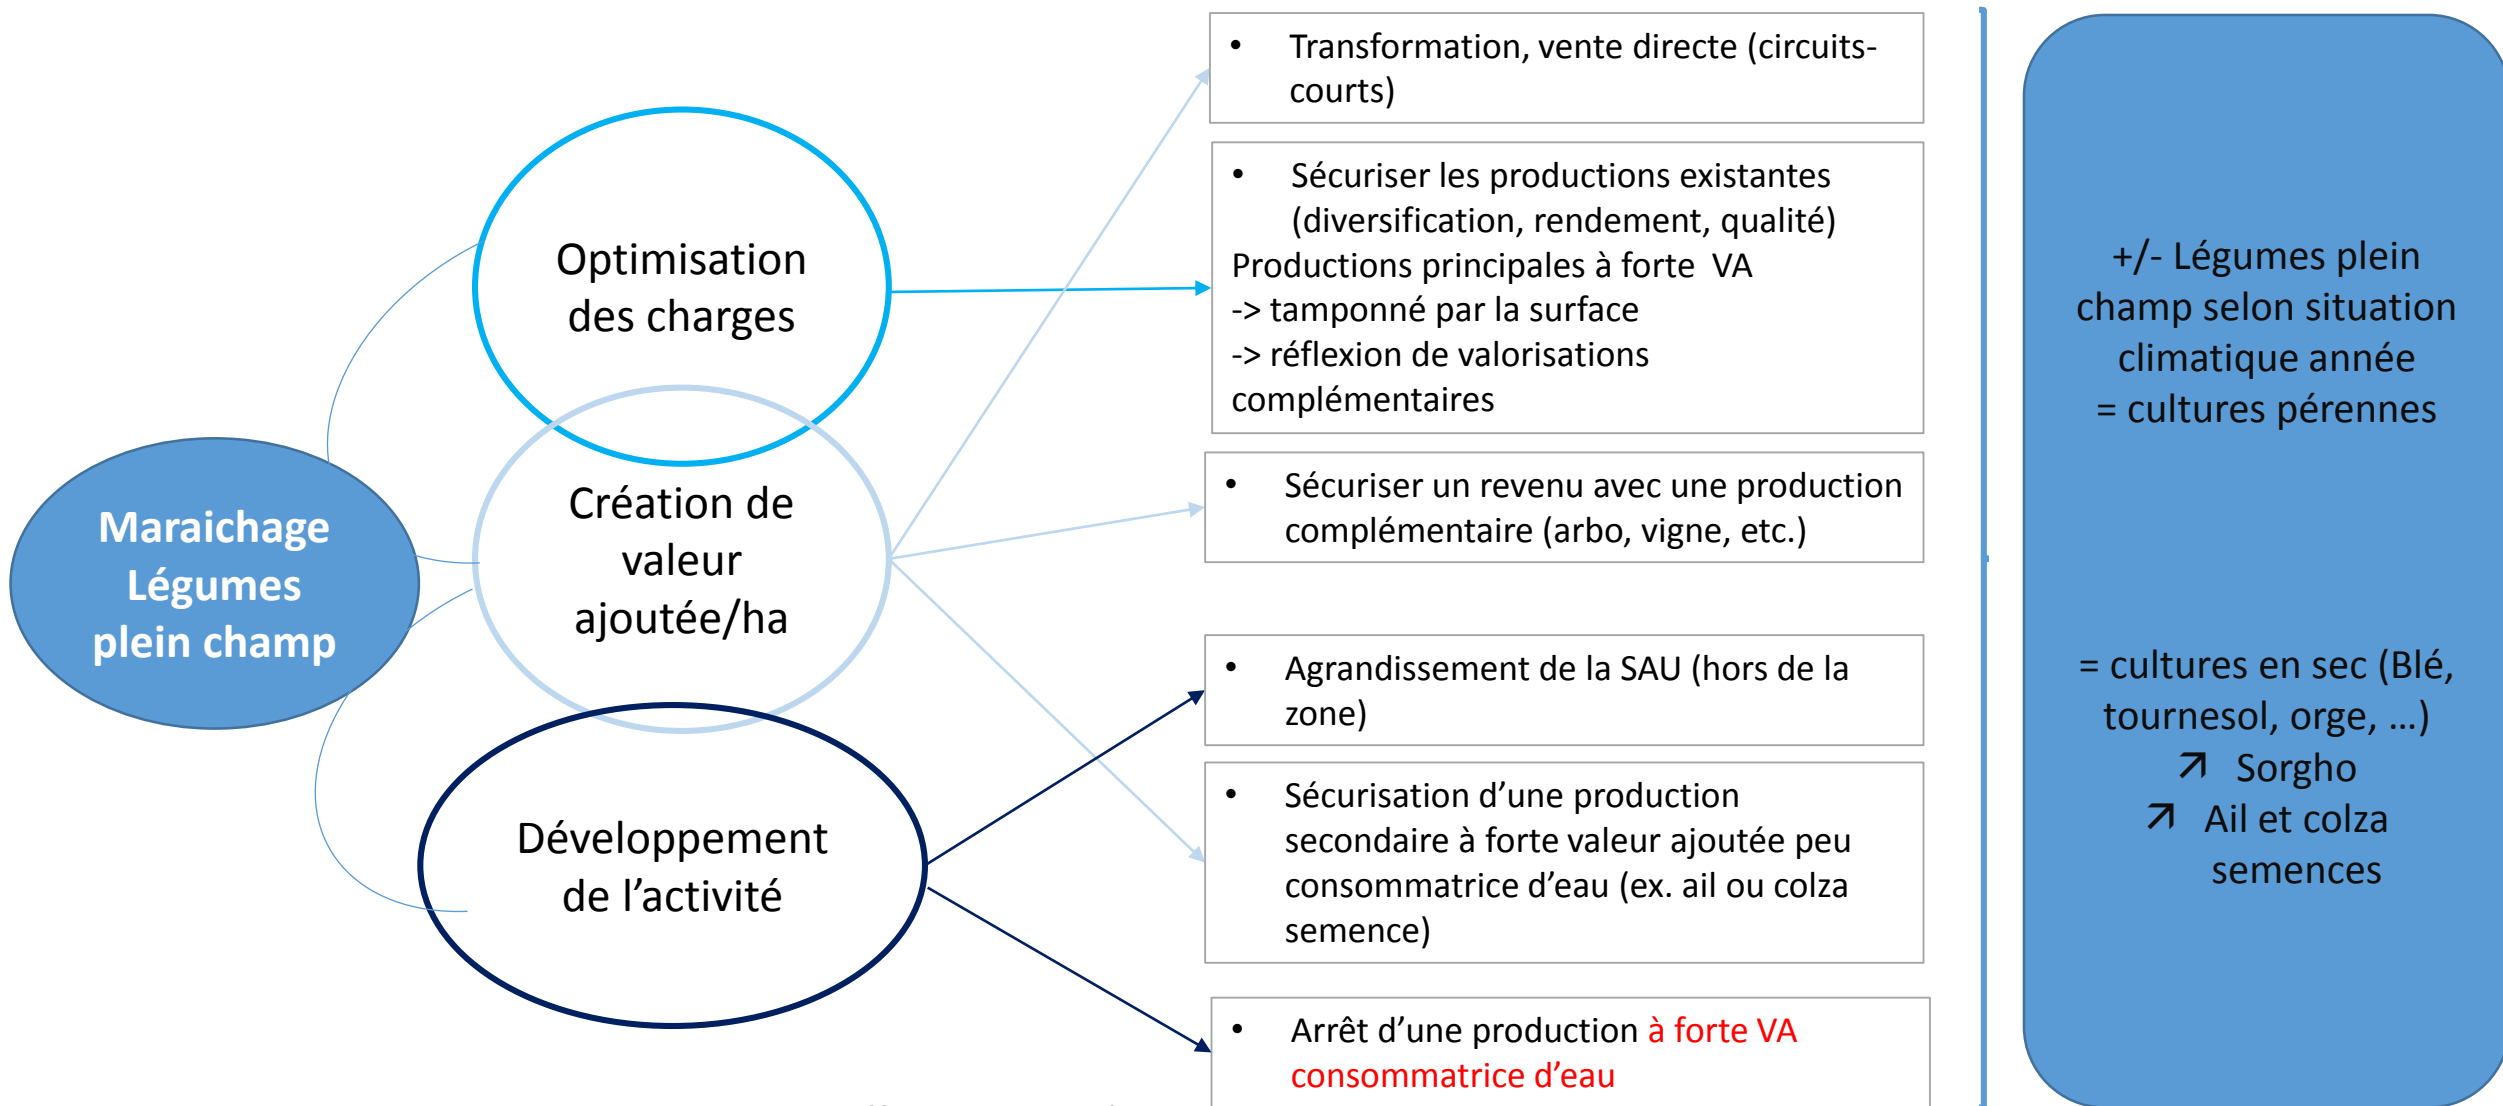 Maraichage
Légumes
plein champ
Optimisation
des charges
Création de
valeur
ajoutée/ha
Développement
de l’activité
• Transformation, vente directe (circuits-
courts)
• Sécuriser les productions existantes
(diversification, rendement, qualité)
Productions principales à forte VA
-> tamponné par la surface
-> réflexion de valorisations
complémentaires
• Sécuriser un revenu avec une production
complémentaire (arbo, vigne, etc.)
• Agrandissement de la SAU (hors de la
zone)
• Sécurisation d’une production
secondaire à forte valeur ajoutée peu
consommatrice d’eau (ex. ail ou colza
semence)
• Arrêt d’une production à forte VA
consommatrice d’eau
+/- Légumes plein
champ selon situation
climatique année
= cultures pérennes
= cultures en sec (Blé,
tournesol, orge, …)
↗ Sorgho
↗ Ail et colza
semences